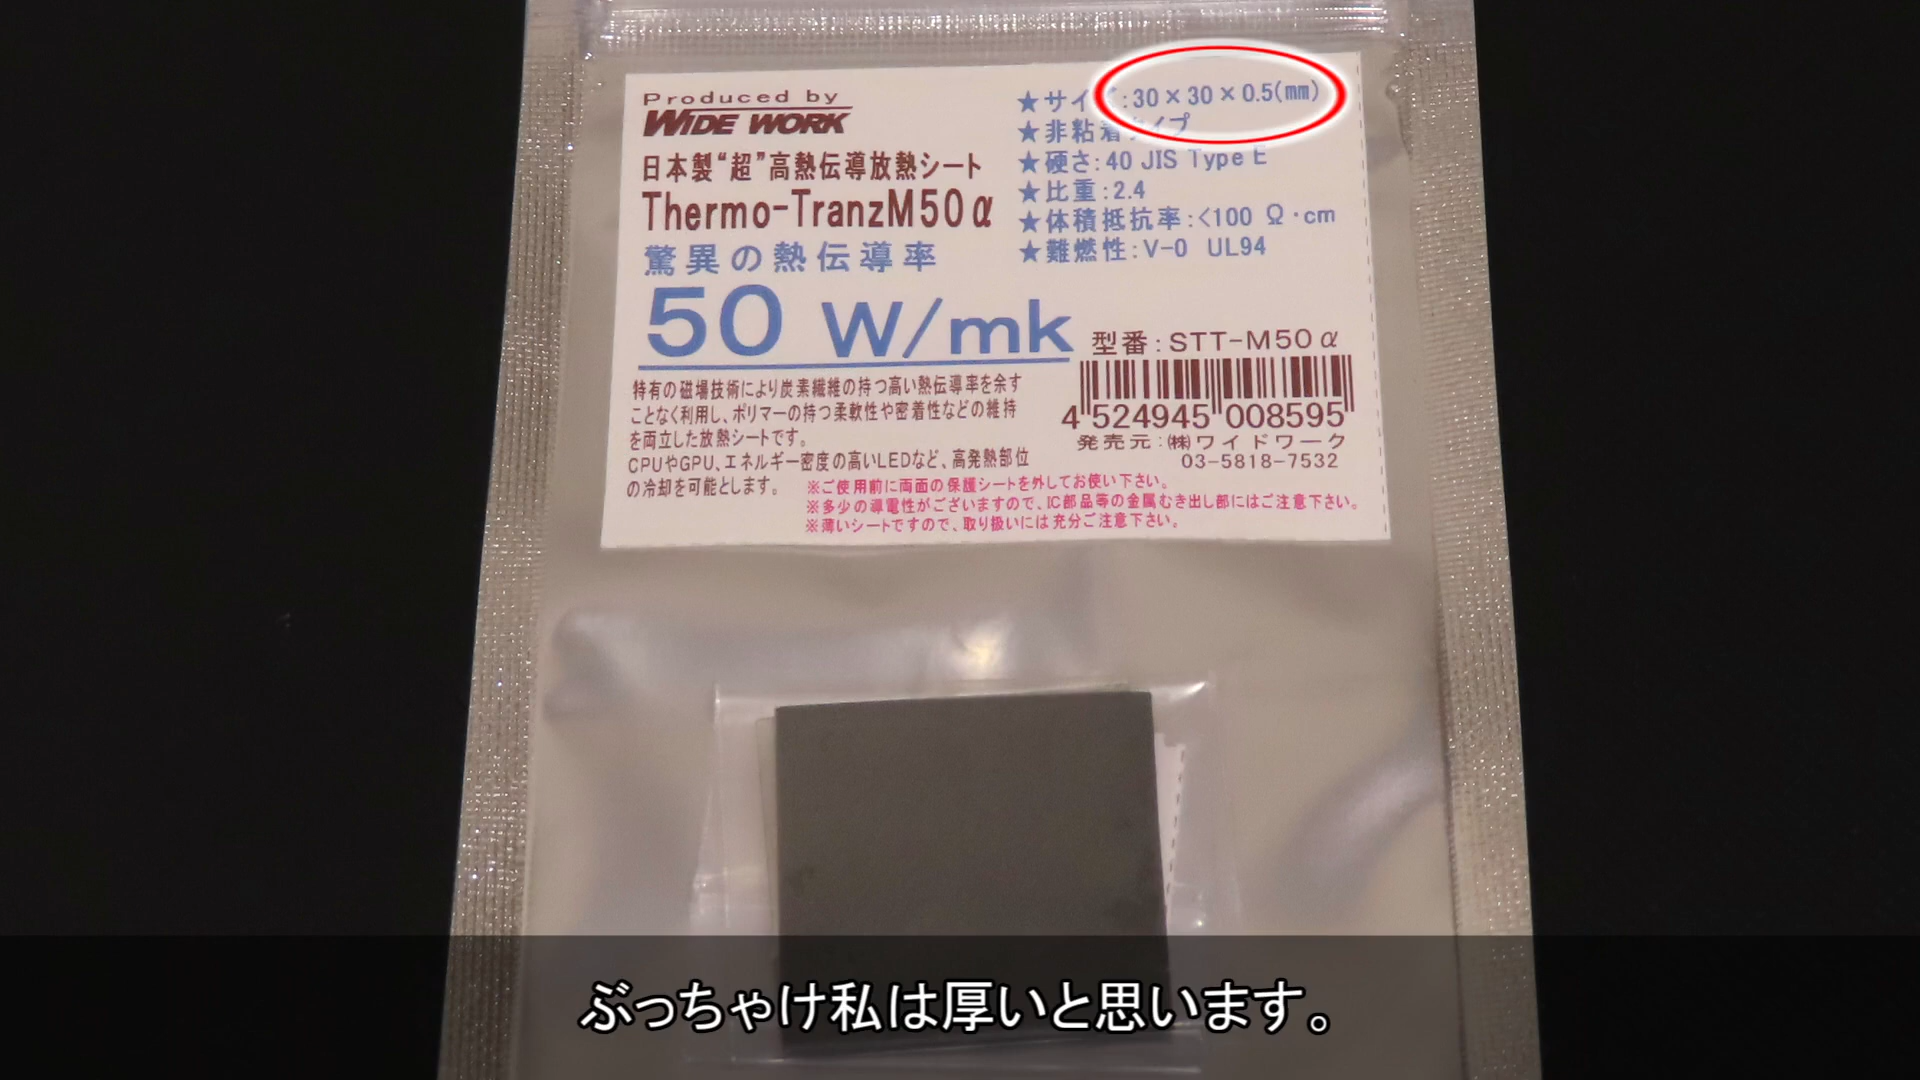 Produced by
WIDE WORK
日本製“超”高熱伝導放熱シート
Thermo-TranzM50α
驚異の熱伝導率
50 W/mk
★サイズ:30×30×0.5(㎜)
★非粘着タイプ
★硬さ:40 JIS Type E
★比重:2.4
★体積抵抗率:<100 Ω・cm
★難燃性:V-0 UL94
型番:STT-M50α
4 524945 008595
発売元:㈱ワイドワーク
03-5818-7532
特有の磁場技術により炭素繊維の持つ高い熱伝導率を余す
ことなく利用し、ポリマーの持つ柔軟性や密着性などの維持
を両立した放熱シートです。
CPUやGPU、エネルギー密度の高いLEDなど、高発熱部位
の冷却を可能とします。
※ご使用前に両面の保護シートを外してお使い下さい。
※多少の導電性がございますので、IC部品等の金属むき出し部にはご注意下さい。
※薄いシートですので、取り扱いには充分ご注意下さい。
ぶっちゃけ私は厚いと思います。